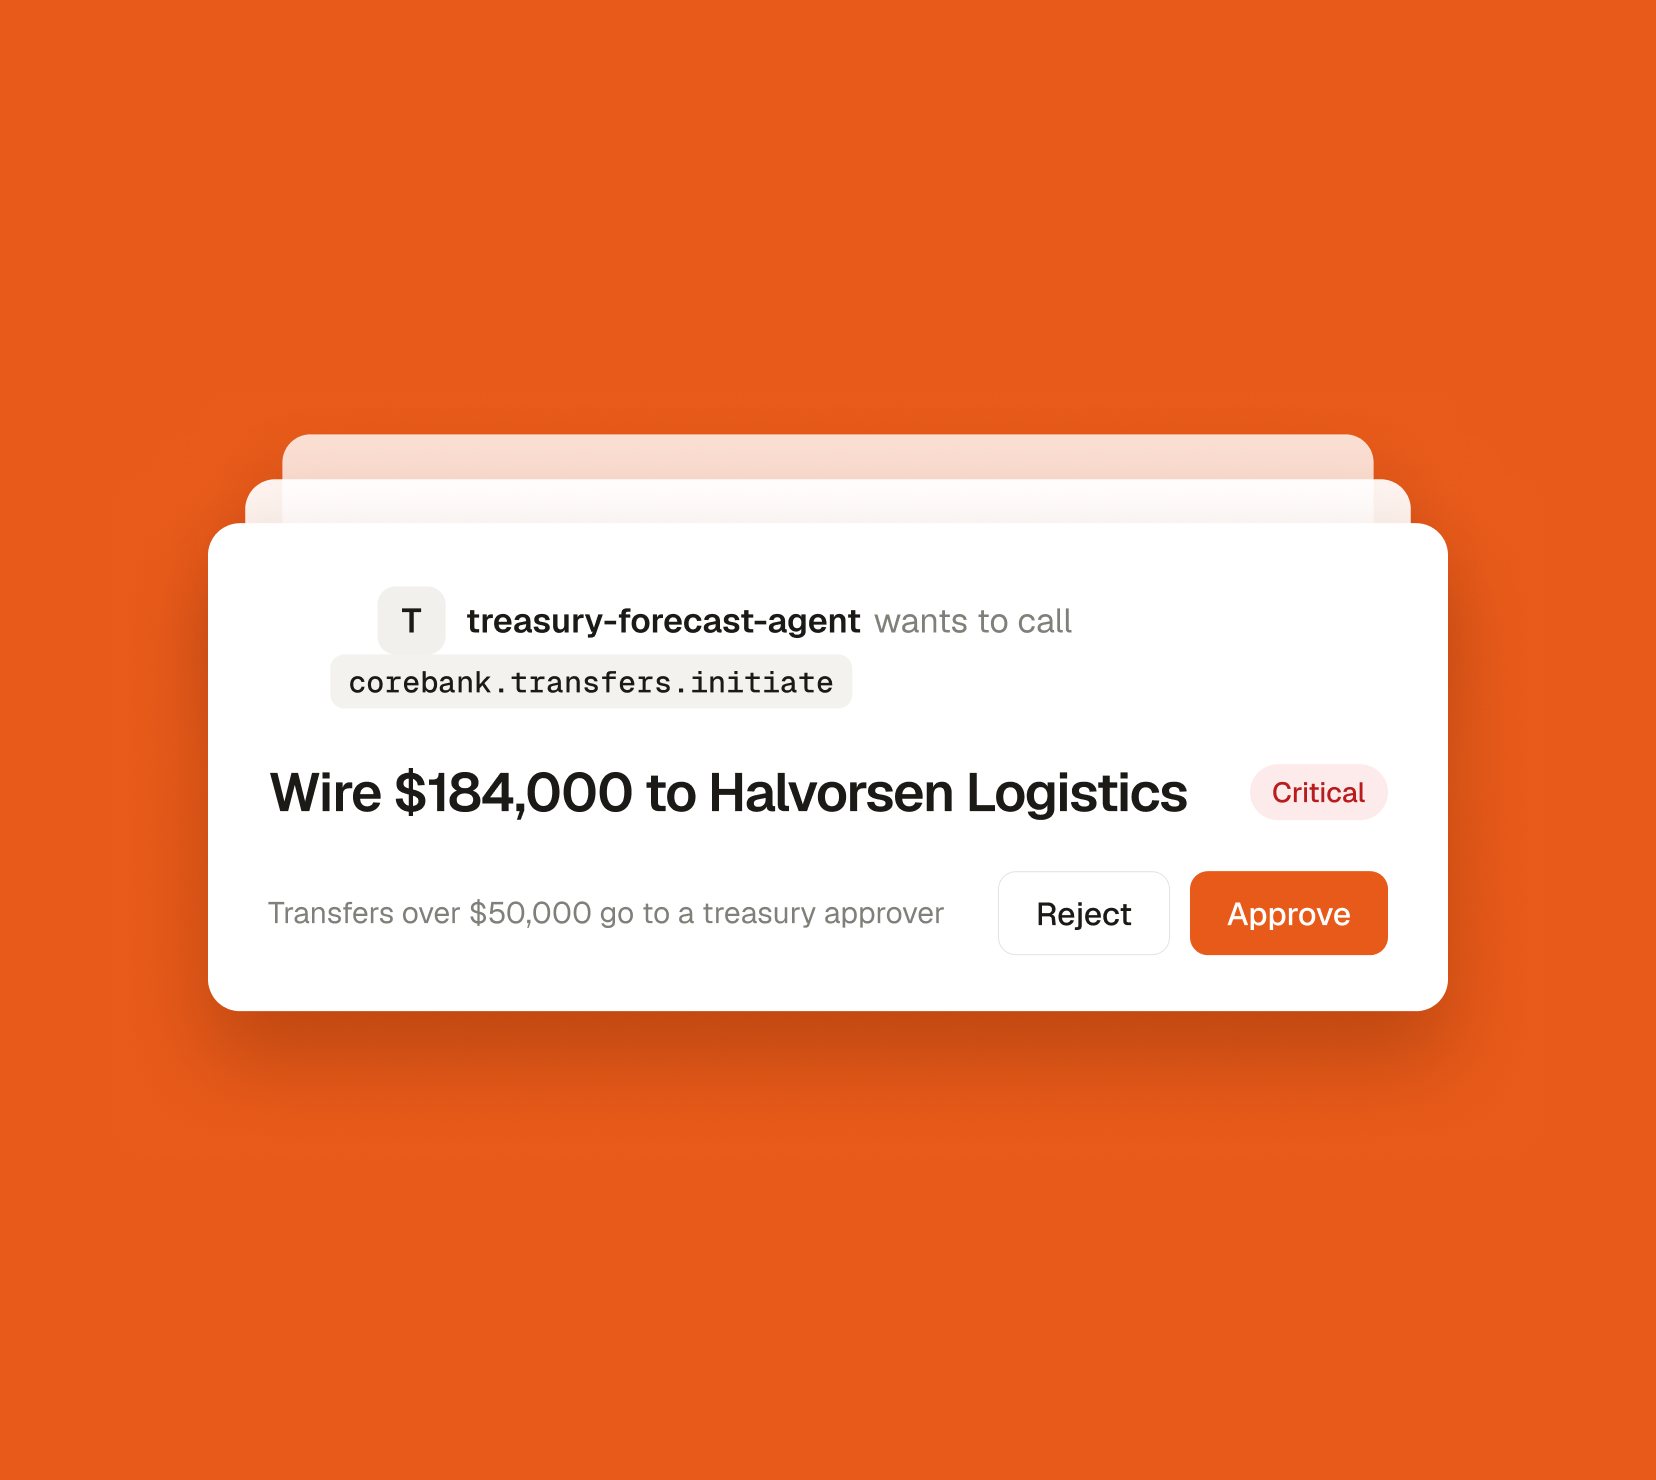 T treasury-forecast-agent wants to call
corebank.transfers.initiate
Wire $184,000 to Halvorsen Logistics Critical
Transfers over $50,000 go to a treasury approver Reject Approve